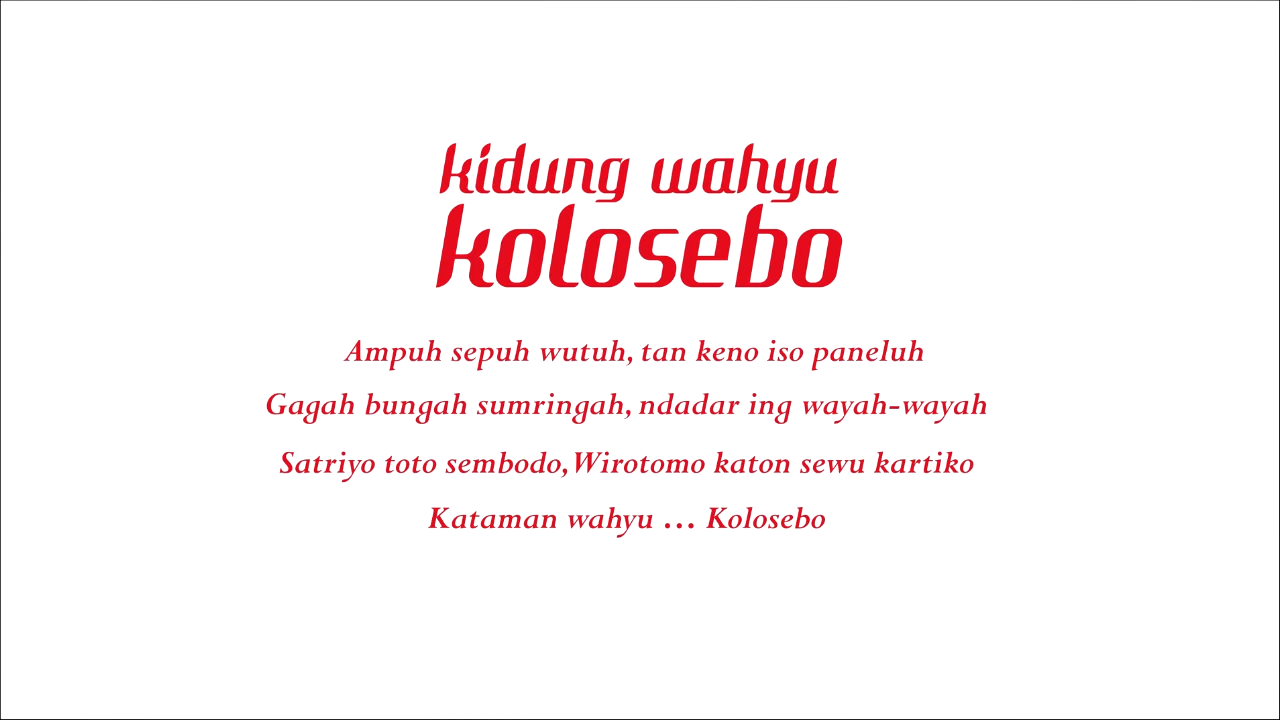 kidung wahyu
kolosebo
Ampuh sepuh wutuh, tan keno iso paneluh
Gagah bungah sumringah, ndadar ing wayah-wayah
Satriyo toto sembodo, Wirotomo katon sewu kartiko
Kataman wahyu ... Kolosebo